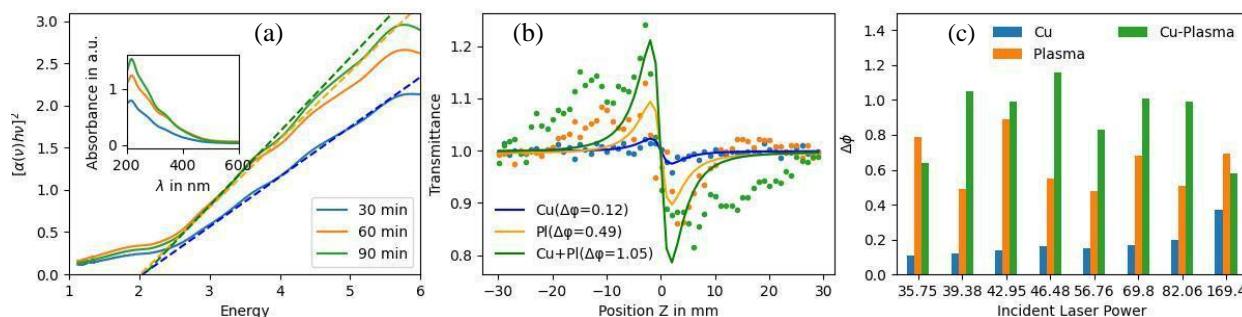 (a)
[α(ν)hν]²
3.0
2.5
2.0
1.5
1.0
0.5
0.0
1 2 3 4 5 6
Energy
Absorbance in a.u.
1
0
200 400 600
λ in nm
30 min
60 min
90 min
(b)
Transmittance
1.2
1.1
1.0
0.9
0.8
Cu(Δφ=0.12)
Pl(Δφ=0.49)
Cu+Pl(Δφ=1.05)
−30 −20 −10 0 10 20 30
Position Z in mm
(c)
Cu
Plasma
Cu-Plasma
Δϕ
1.4
1.2
1.0
0.8
0.6
0.4
0.2
0.0
35.75 39.38 42.95 46.48 56.76 69.8 82.06 169.4
Incident Laser Power